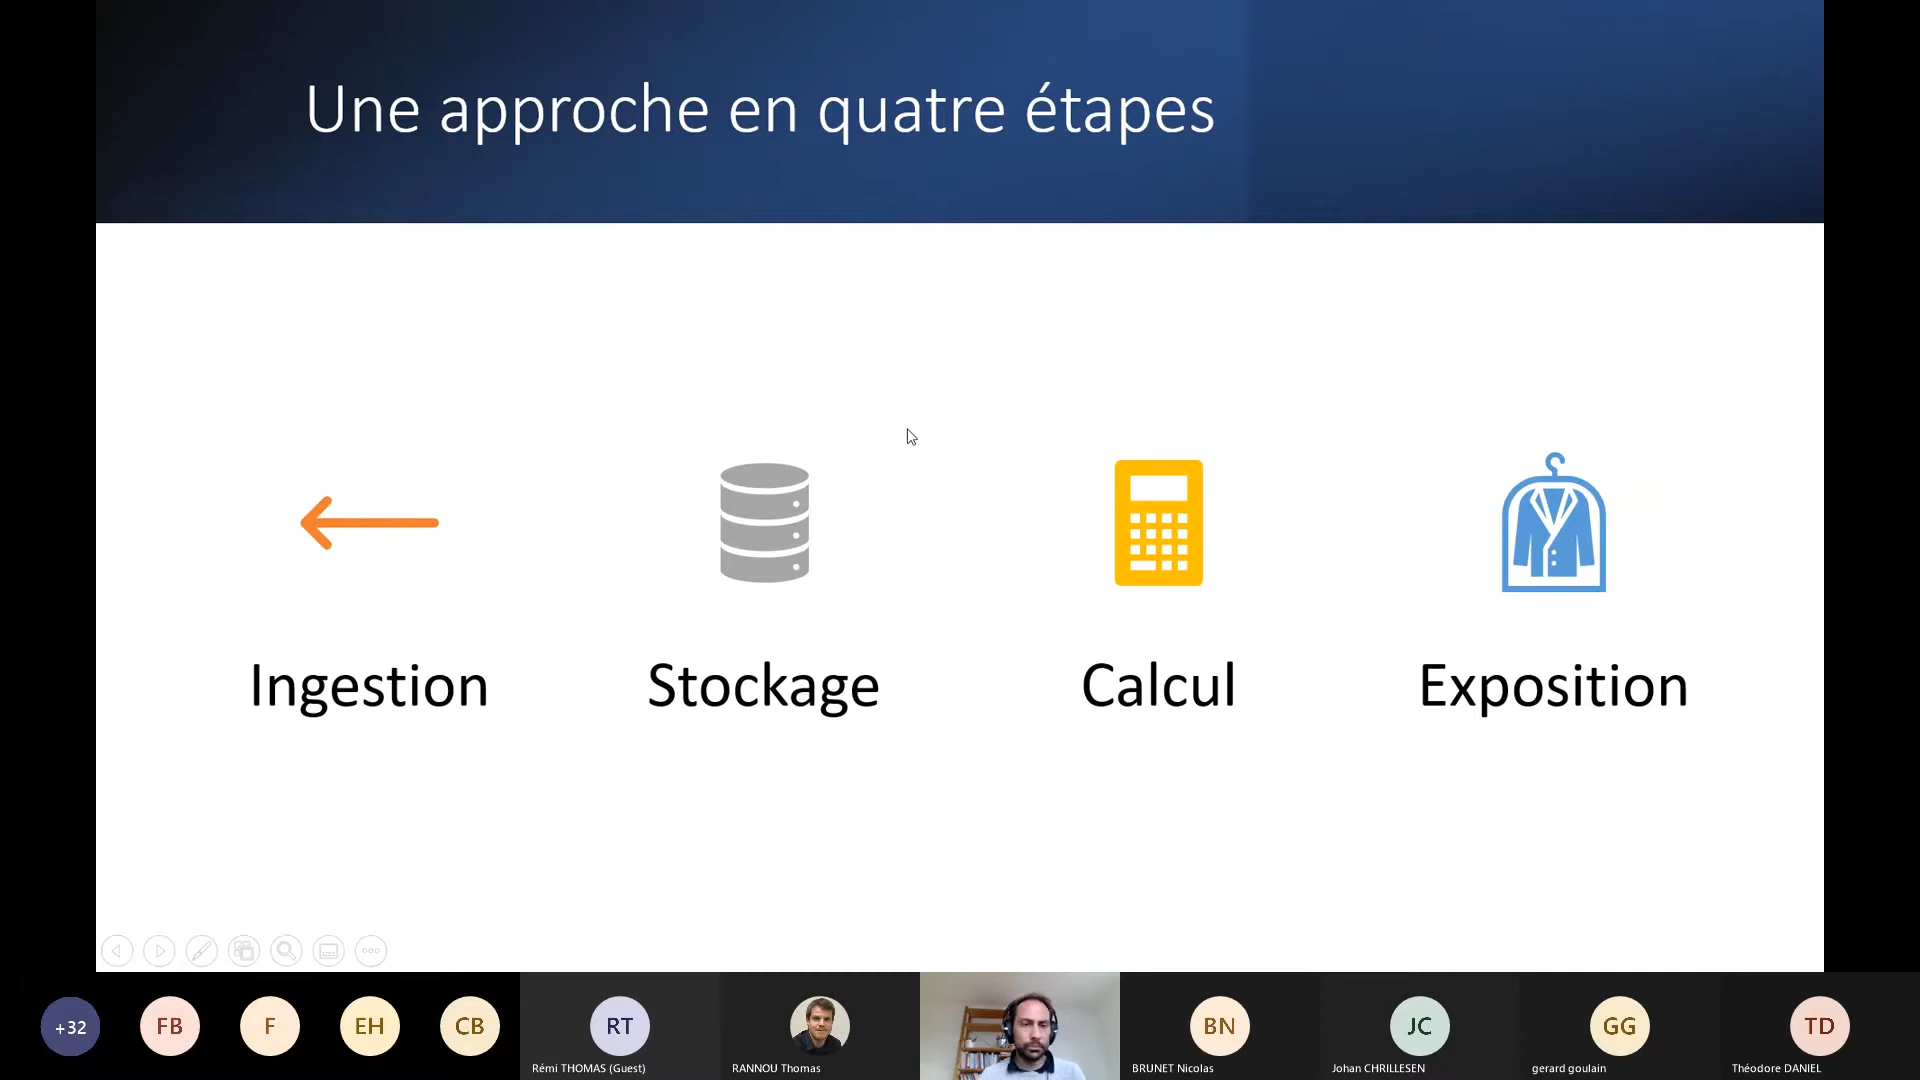 Une approche en quatre étapes
Ingestion
Stockage
Calcul
Exposition
+32
FB
F
EH
CB
RT
BN
JC
GG
TD
Rémi THOMAS (Guest)
RANNOU Thomas
BRUNET Nicolas
Johan CHRILLESEN
gerard goulain
Théodore DANIEL